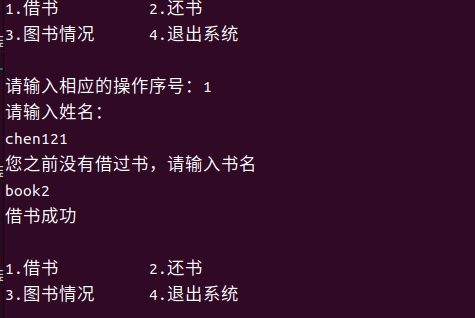 1.借书 2.还书
3.图书情况 4.退出系统
请输入相应的操作序号：1
请输入姓名：
chen121
您之前没有借过书，请输入书名
book2
借书成功
1.借书 2.还书
3.图书情况 4.退出系统